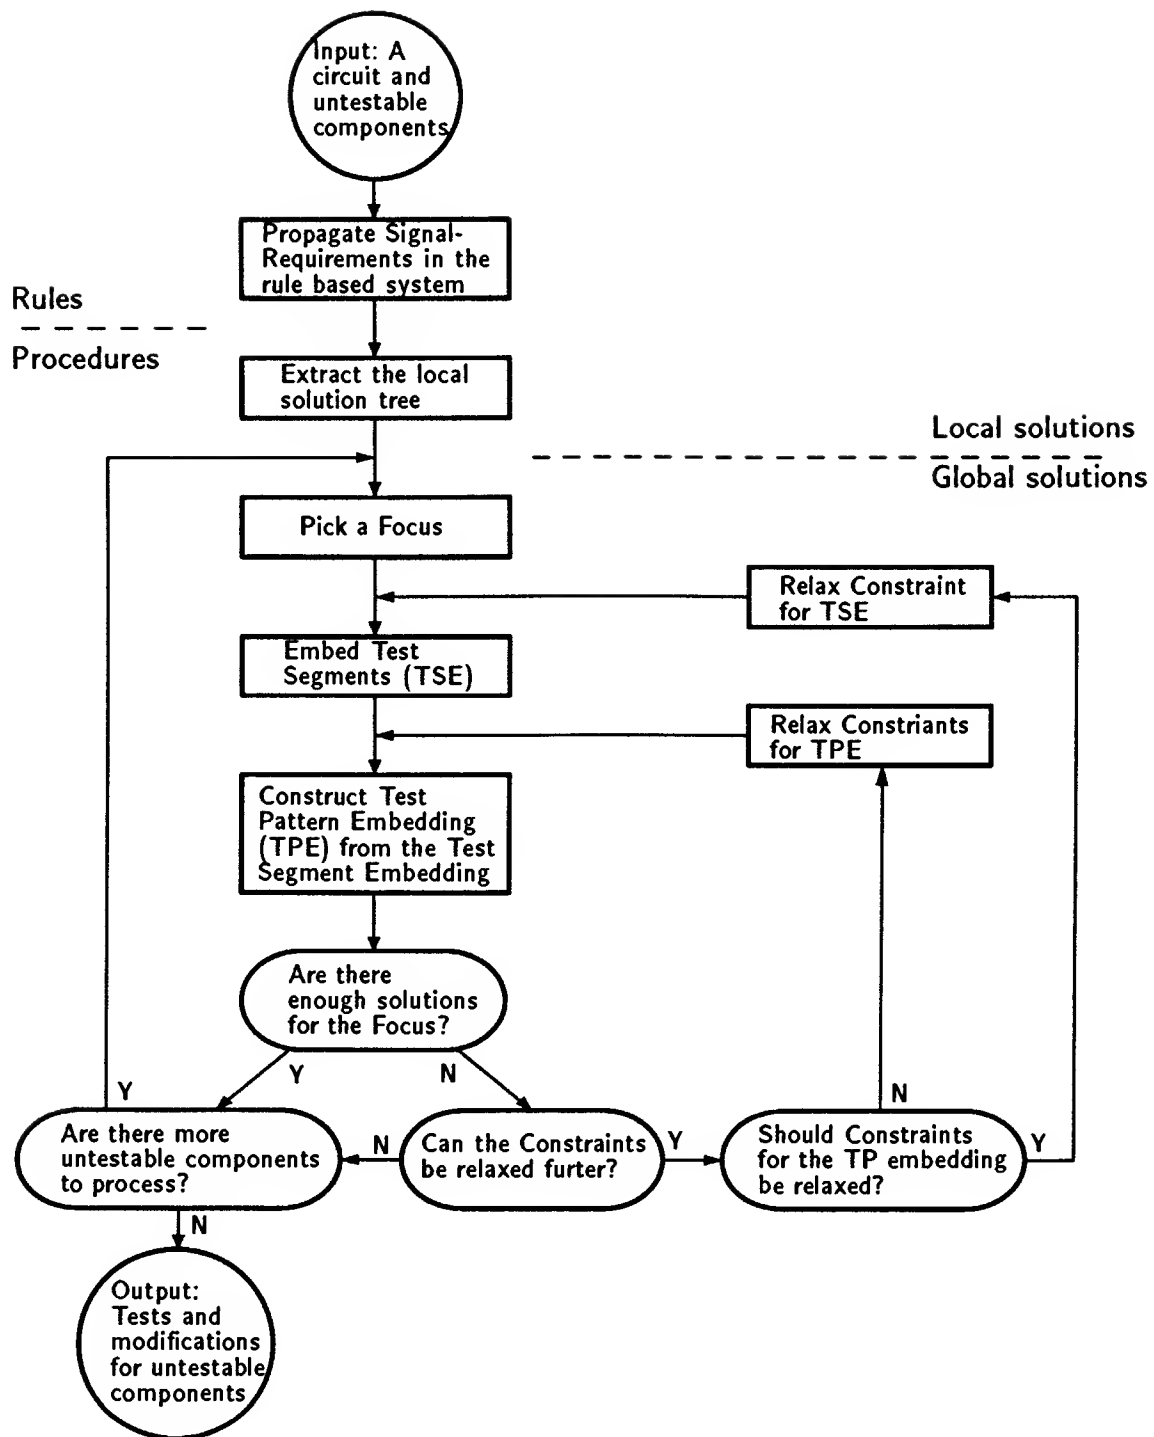 Input: A
circuit and
untestable
components
Propagate Signal-
Requirements in the
rule based system
Rules
Procedures
Extract the local
solution tree
Local solutions
Global solutions
Pick a Focus
Relax Constraint
for TSE
Embed Test
Segments (TSE)
Relax Constriants
for TPE
Construct Test
Pattern Embedding
(TPE) from the Test
Segment Embedding
Are there
enough solutions
for the Focus?
Y
N
Y
N
Are there more
untestable components
to process?
N
Can the Constraints
be relaxed furter?
Y
Should Constraints
for the TP embedding
be relaxed?
Y
N
Output:
Tests and
modifications
for untestable
components